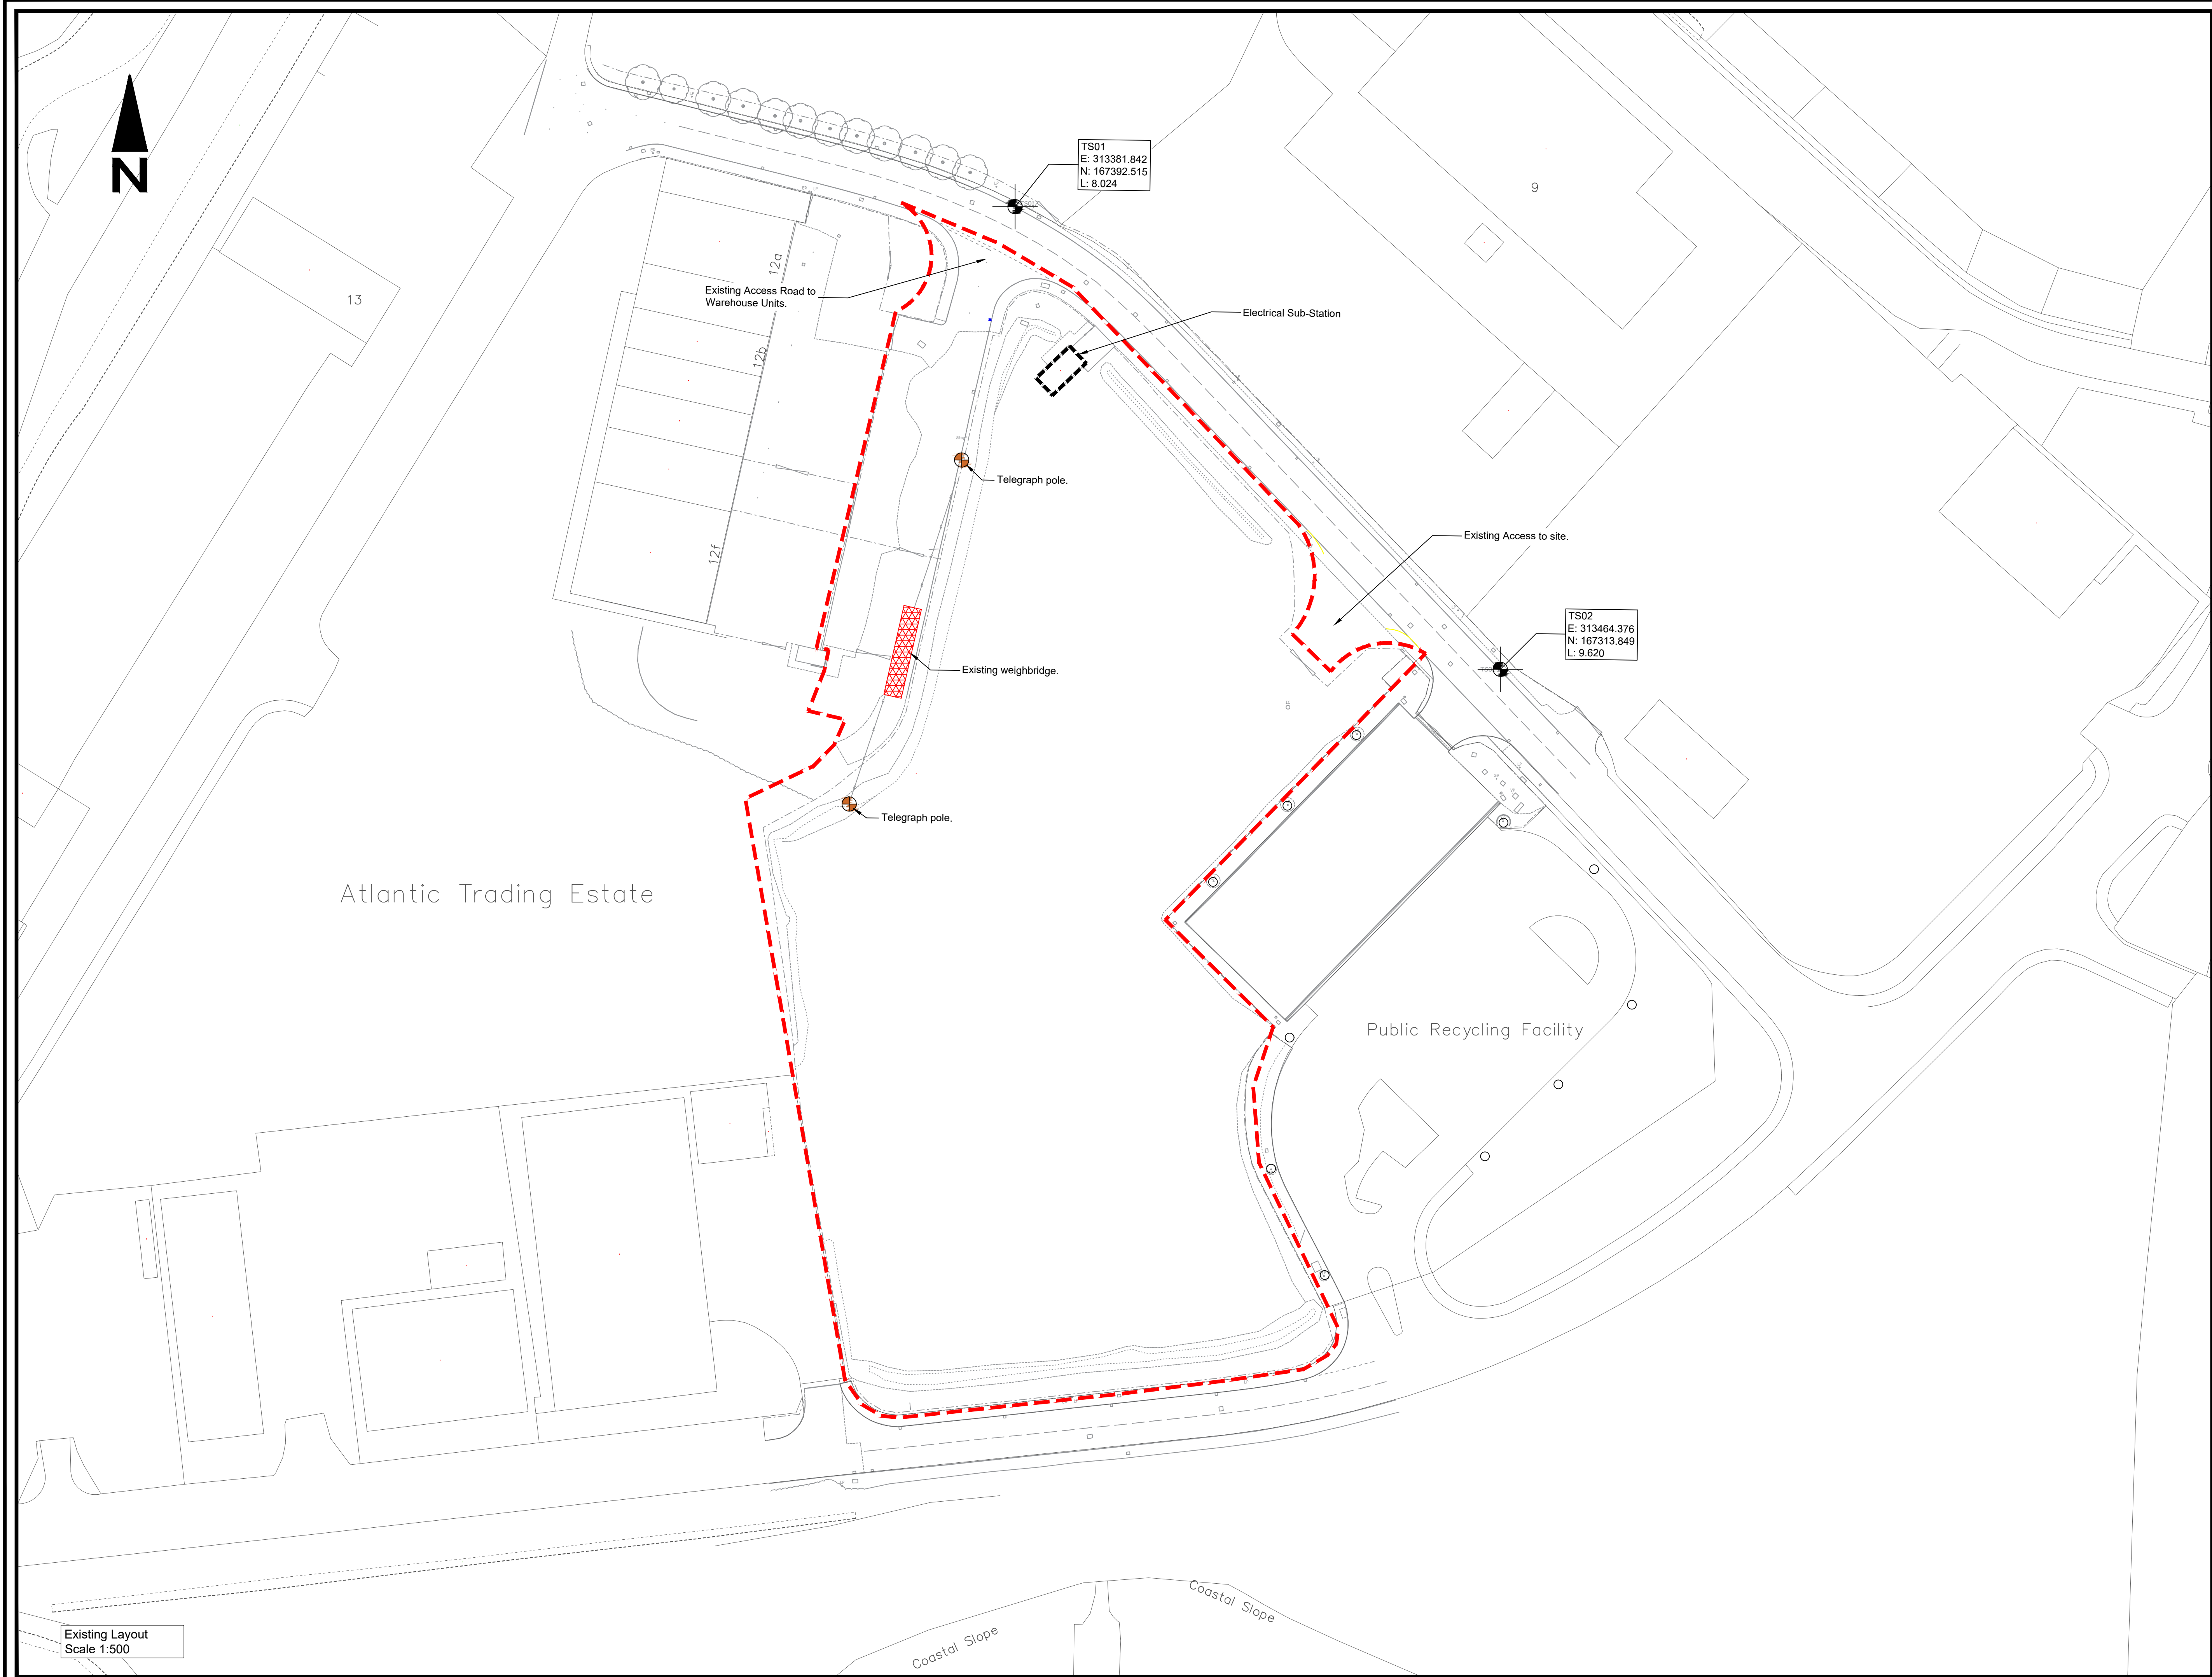 N
TS01
E: 313381.842
N: 167392.515
L: 8.024
9
12a
Existing Access Road to
Warehouse Units.
13
Electrical Sub-Station
12b
Telegraph pole.
Existing Access to site.
12f
TS02
E: 313464.376
N: 167313.849
L: 9.620
Existing weighbridge.
Telegraph pole.
Atlantic Trading Estate
Public Recycling Facility
Coastal Slope
Coastal Slope
Existing Layout
Scale 1:500